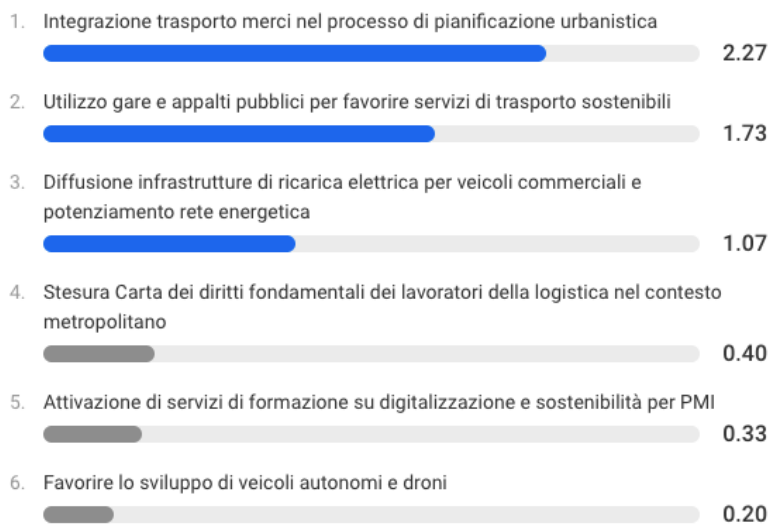 1. Integrazione trasporto merci nel processo di pianificazione urbanistica
2.27
2. Utilizzo gare e appalti pubblici per favorire servizi di trasporto sostenibili
1.73
3. Diffusione infrastrutture di ricarica elettrica per veicoli commerciali e
potenziamento rete energetica
1.07
4. Stesura Carta dei diritti fondamentali dei lavoratori della logistica nel contesto
metropolitano
0.40
5. Attivazione di servizi di formazione su digitalizzazione e sostenibilità per PMI
0.33
6. Favorire lo sviluppo di veicoli autonomi e droni
0.20